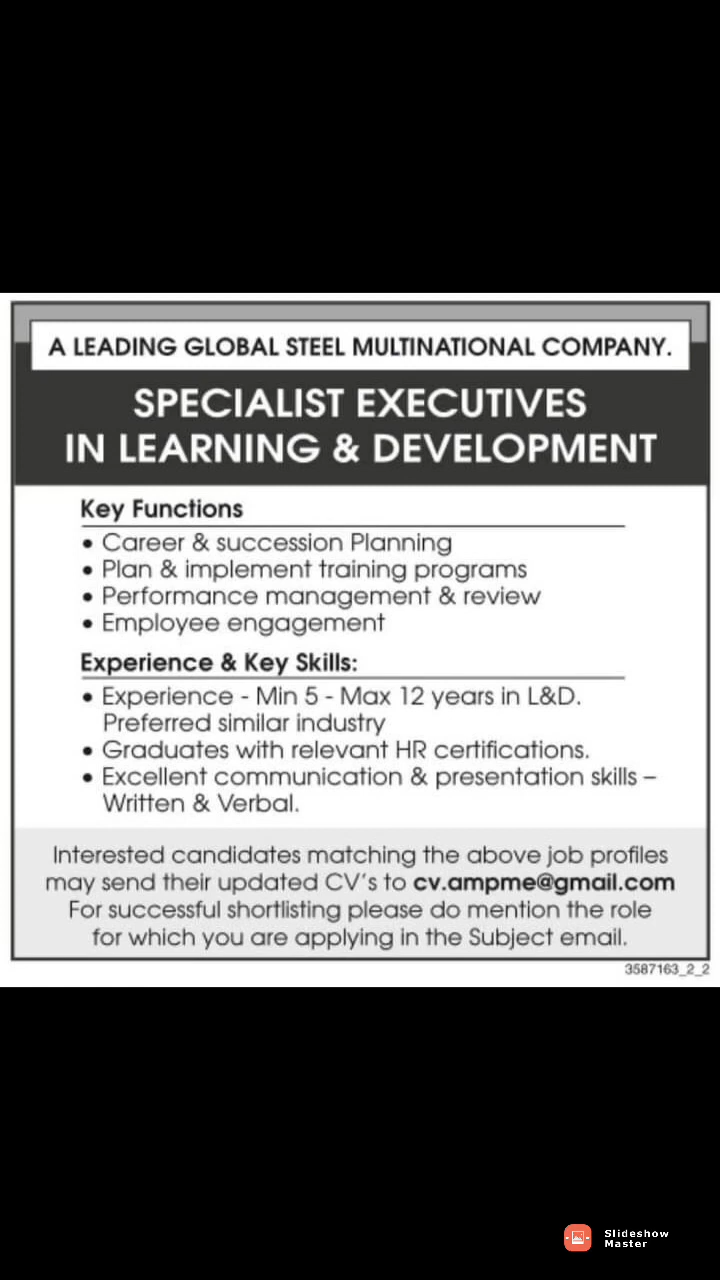 A LEADING GLOBAL STEEL MULTINATIONAL COMPANY.
SPECIALIST EXECUTIVES
IN LEARNING & DEVELOPMENT
Key Functions
• Career & succession Planning
• Plan & implement training programs
• Performance management & review
• Employee engagement
Experience & Key Skills:
• Experience - Min 5 - Max 12 years in L&D.
Preferred similar industry
• Graduates with relevant HR certifications.
• Excellent communication & presentation skills –
Written & Verbal.
Interested candidates matching the above job profiles
may send their updated CV's to cv.ampme@gmail.com
For successful shortlisting please do mention the role
for which you are applying in the Subject email.
3587163_2_2
Slideshow
Master